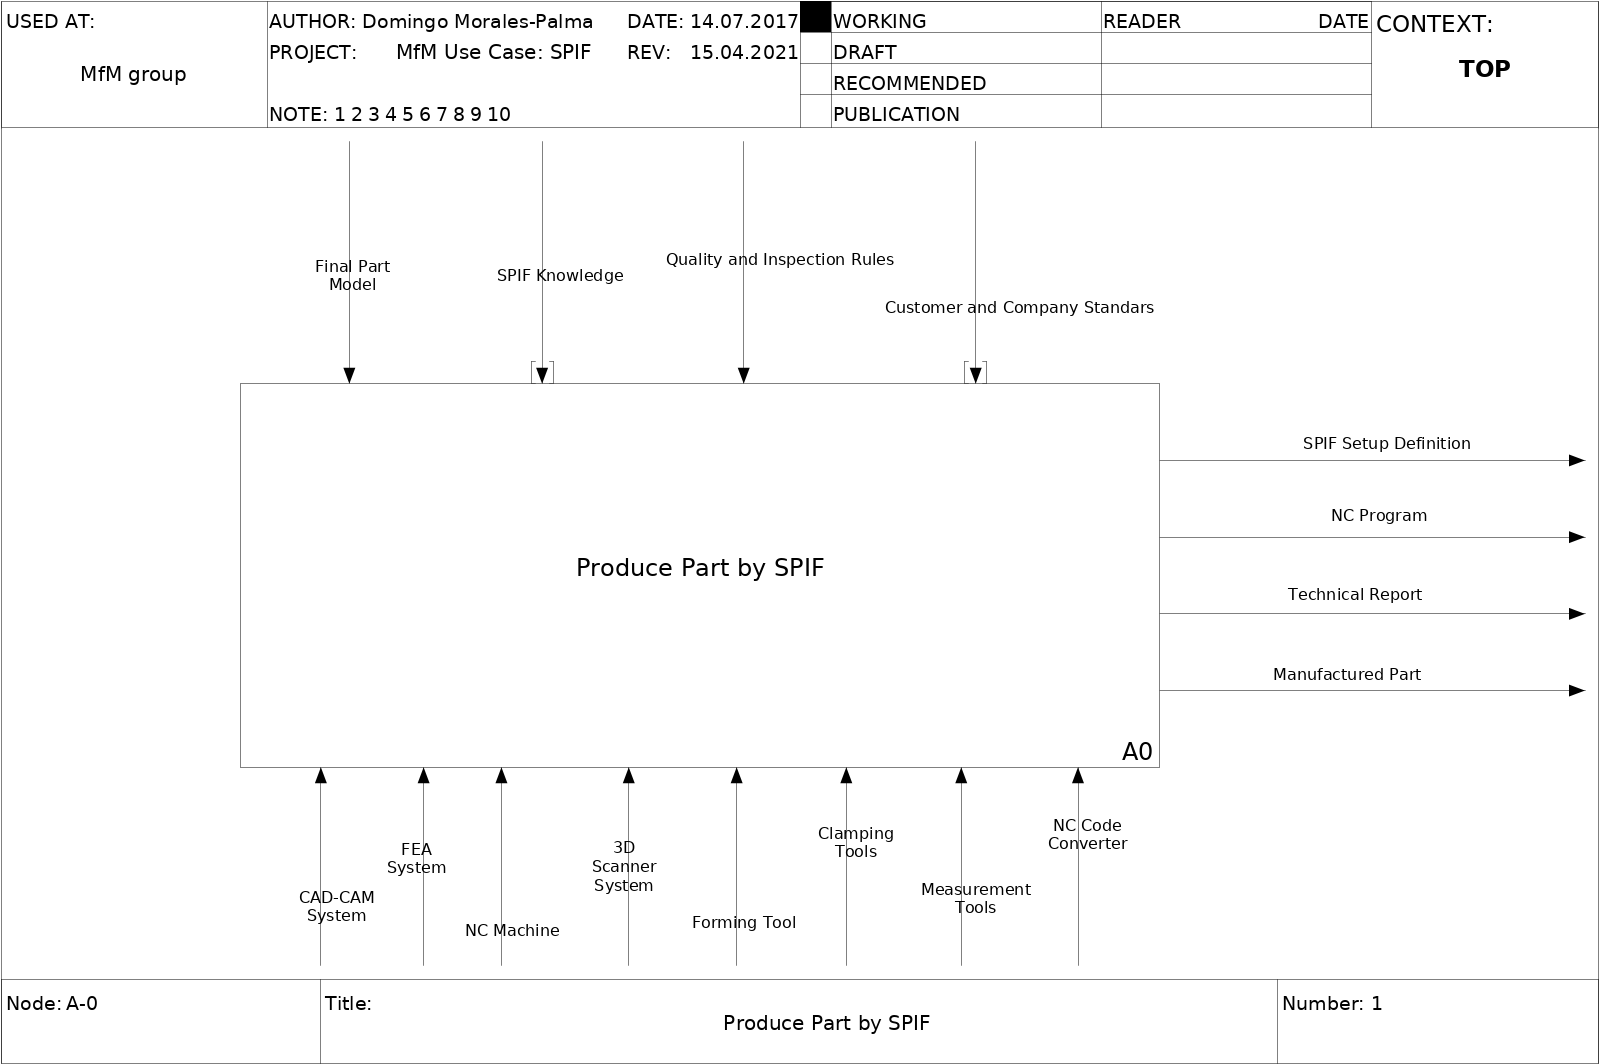 USED AT:
MfM group
AUTHOR: Domingo Morales-Palma DATE: 14.07.2017
PROJECT: MfM Use Case: SPIF REV: 15.04.2021
NOTE: 1 2 3 4 5 6 7 8 9 10
WORKING
DRAFT
RECOMMENDED
PUBLICATION
READER DATE
CONTEXT:
TOP
Final Part
Model
SPIF Knowledge
Quality and Inspection Rules
Customer and Company Standars
Produce Part by SPIF
A0
SPIF Setup Definition
NC Program
Technical Report
Manufactured Part
CAD-CAM
System
FEA
System
NC Machine
3D
Scanner
System
Forming Tool
Clamping
Tools
Measurement
Tools
NC Code
Converter
Node: A-0
Title:
Produce Part by SPIF
Number: 1